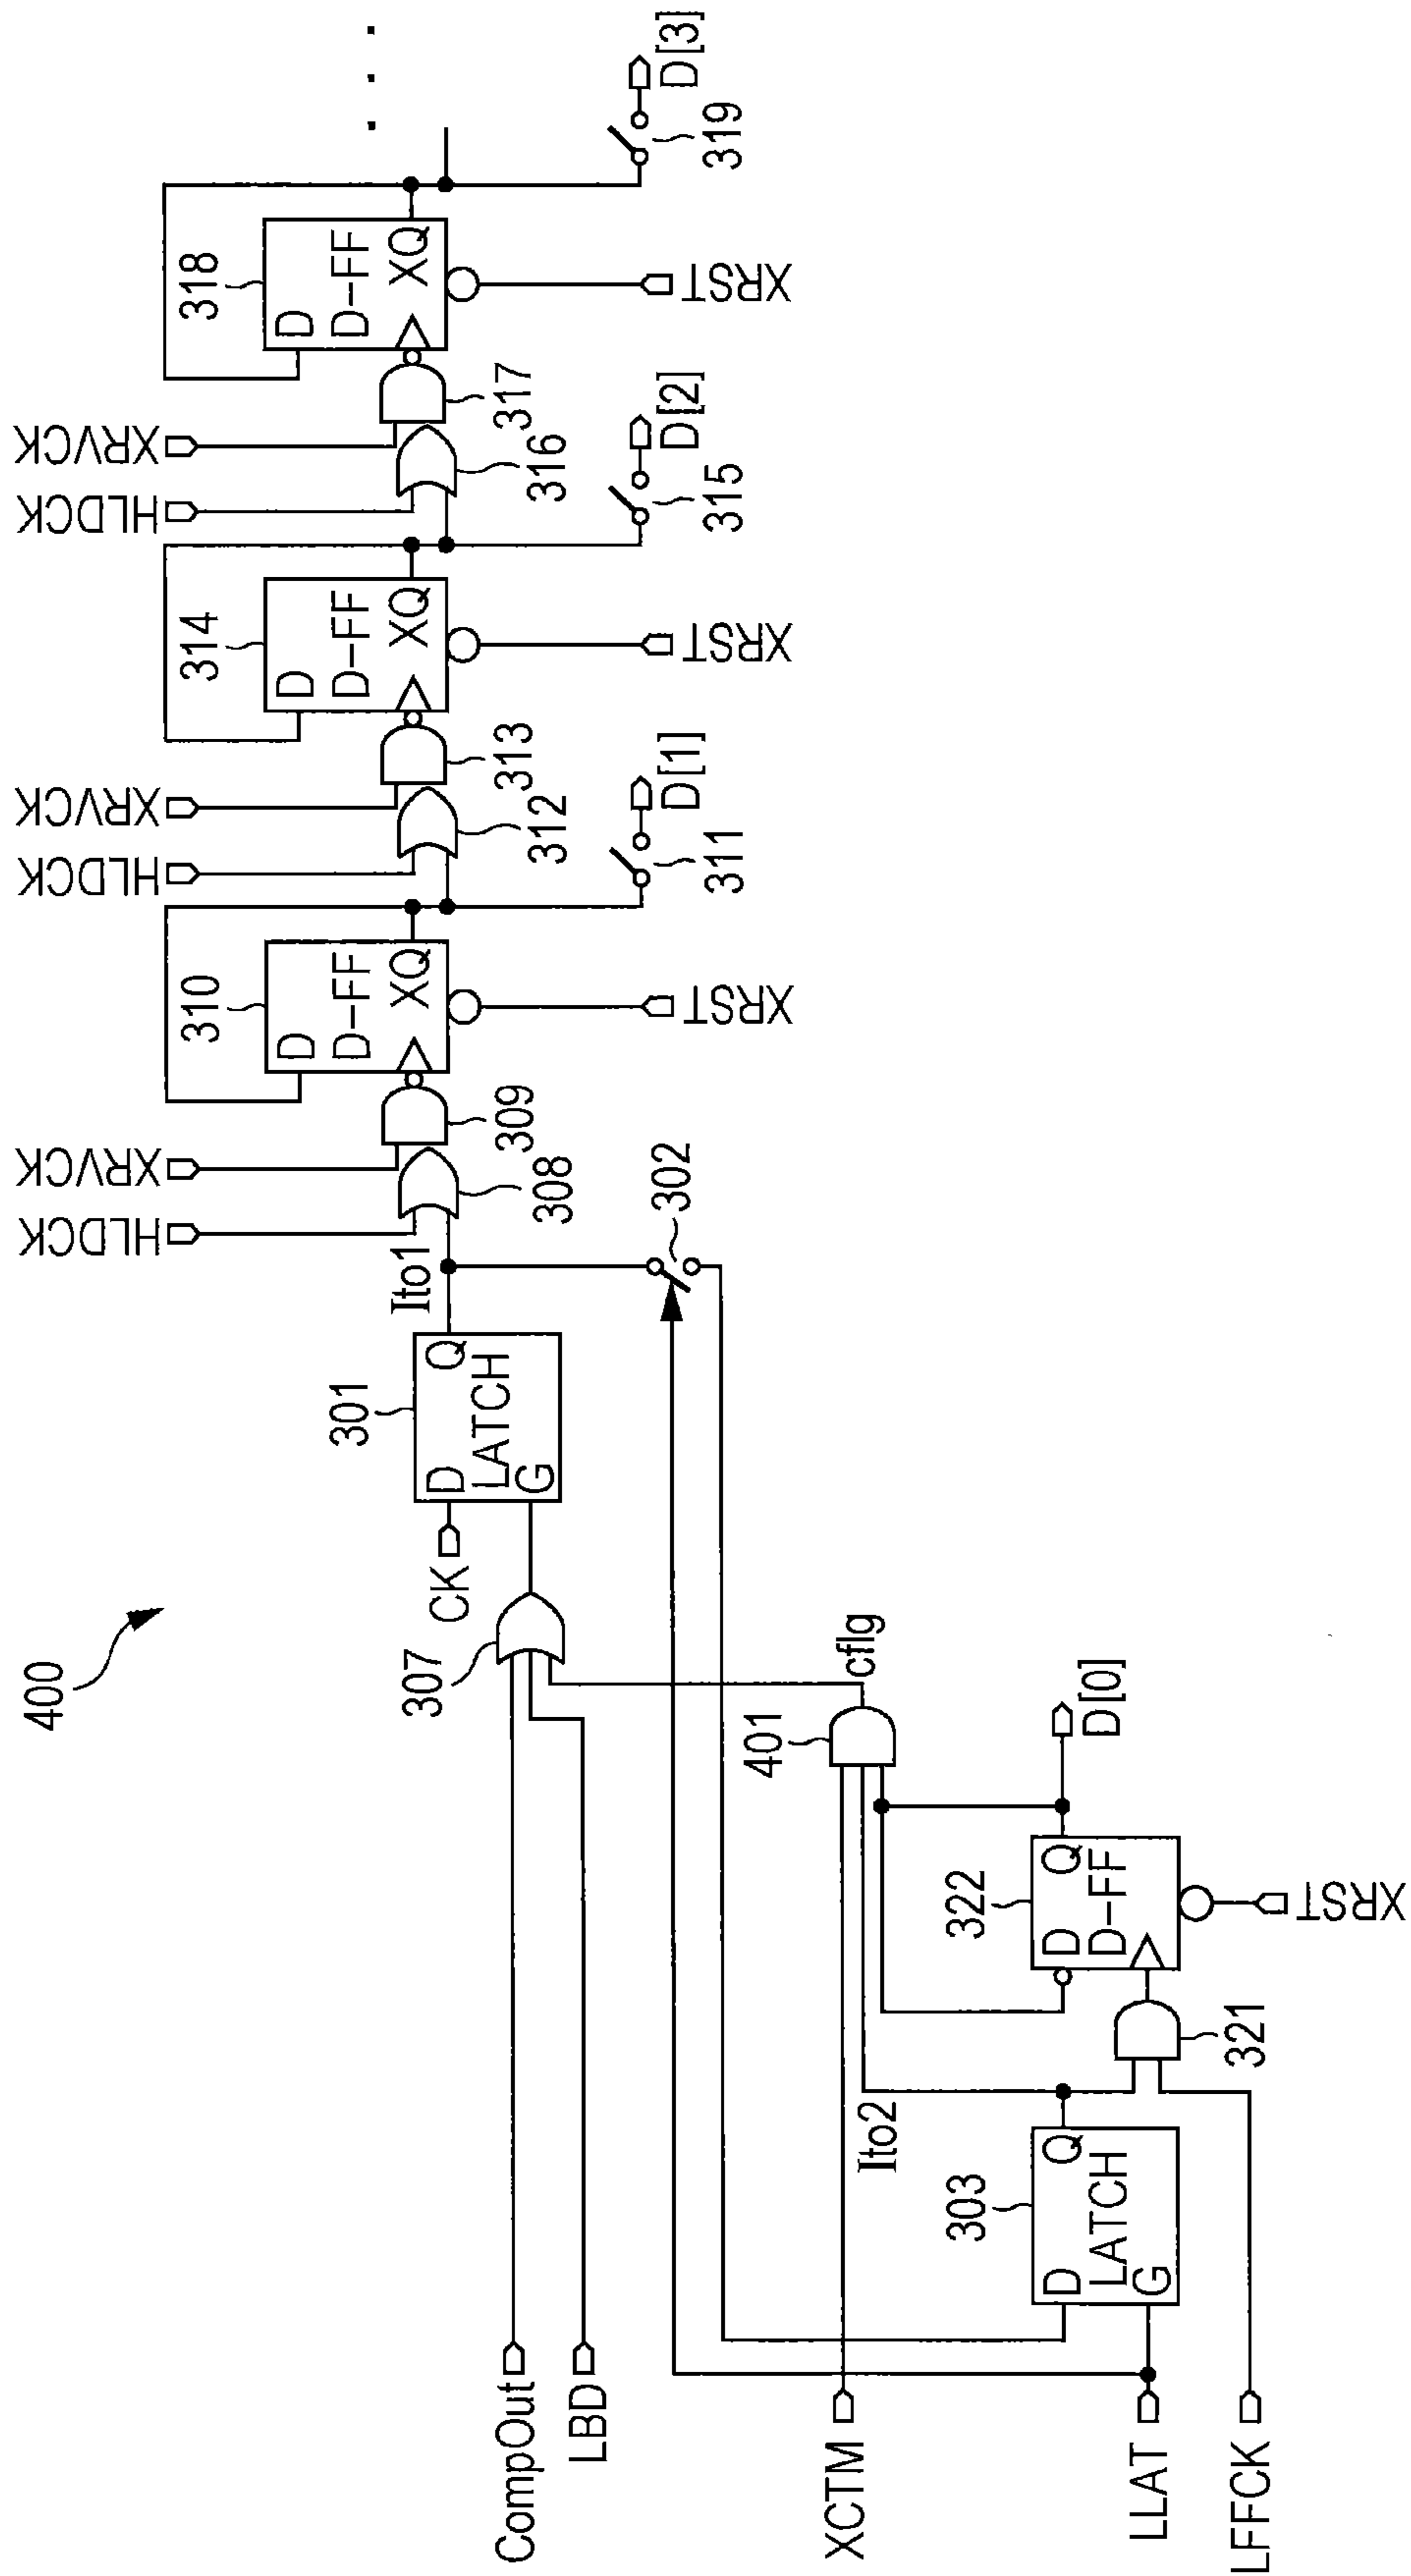 400
HLDCK
XRVCK
HLDCK
XRVCK
HLDCK
XRVCK
310
314
318
D
D-FF
XQ
D
D-FF
XQ
D
D-FF
XQ
308
309
312
313
316
317
XRST
XRST
XRST
311
D[1]
315
D[2]
319
D[3]
. . .
CK
301
D
LATCH
G
Q
Ito1
302
307
CompOut
LBD
401
cflg
XCTM
LLAT
LFFCK
303
D
LATCH
G
Q
Ito2
321
322
D
D-FF
Q
XRST
D[0]